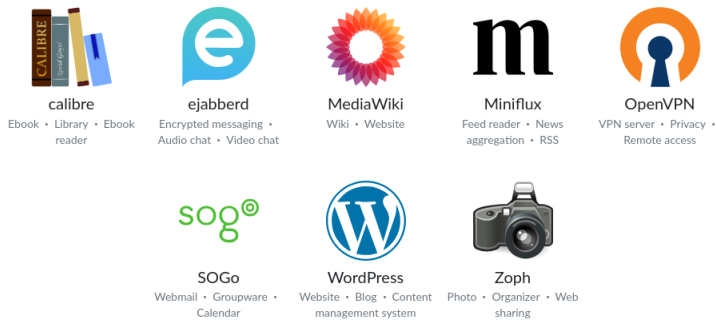 CALIBRE
calibre
Ebook • Library • Ebook
reader
ejabberd
Encrypted messaging •
Audio chat • Video chat
MediaWiki
Wiki • Website
m
Miniflux
Feed reader • News
aggregation • RSS
OpenVPN
VPN server • Privacy •
Remote access
sogo
SOGo
Webmail • Groupware •
Calendar
W
WordPress
Website • Blog • Content
management system
Zoph
Photo • Organizer • Web
sharing